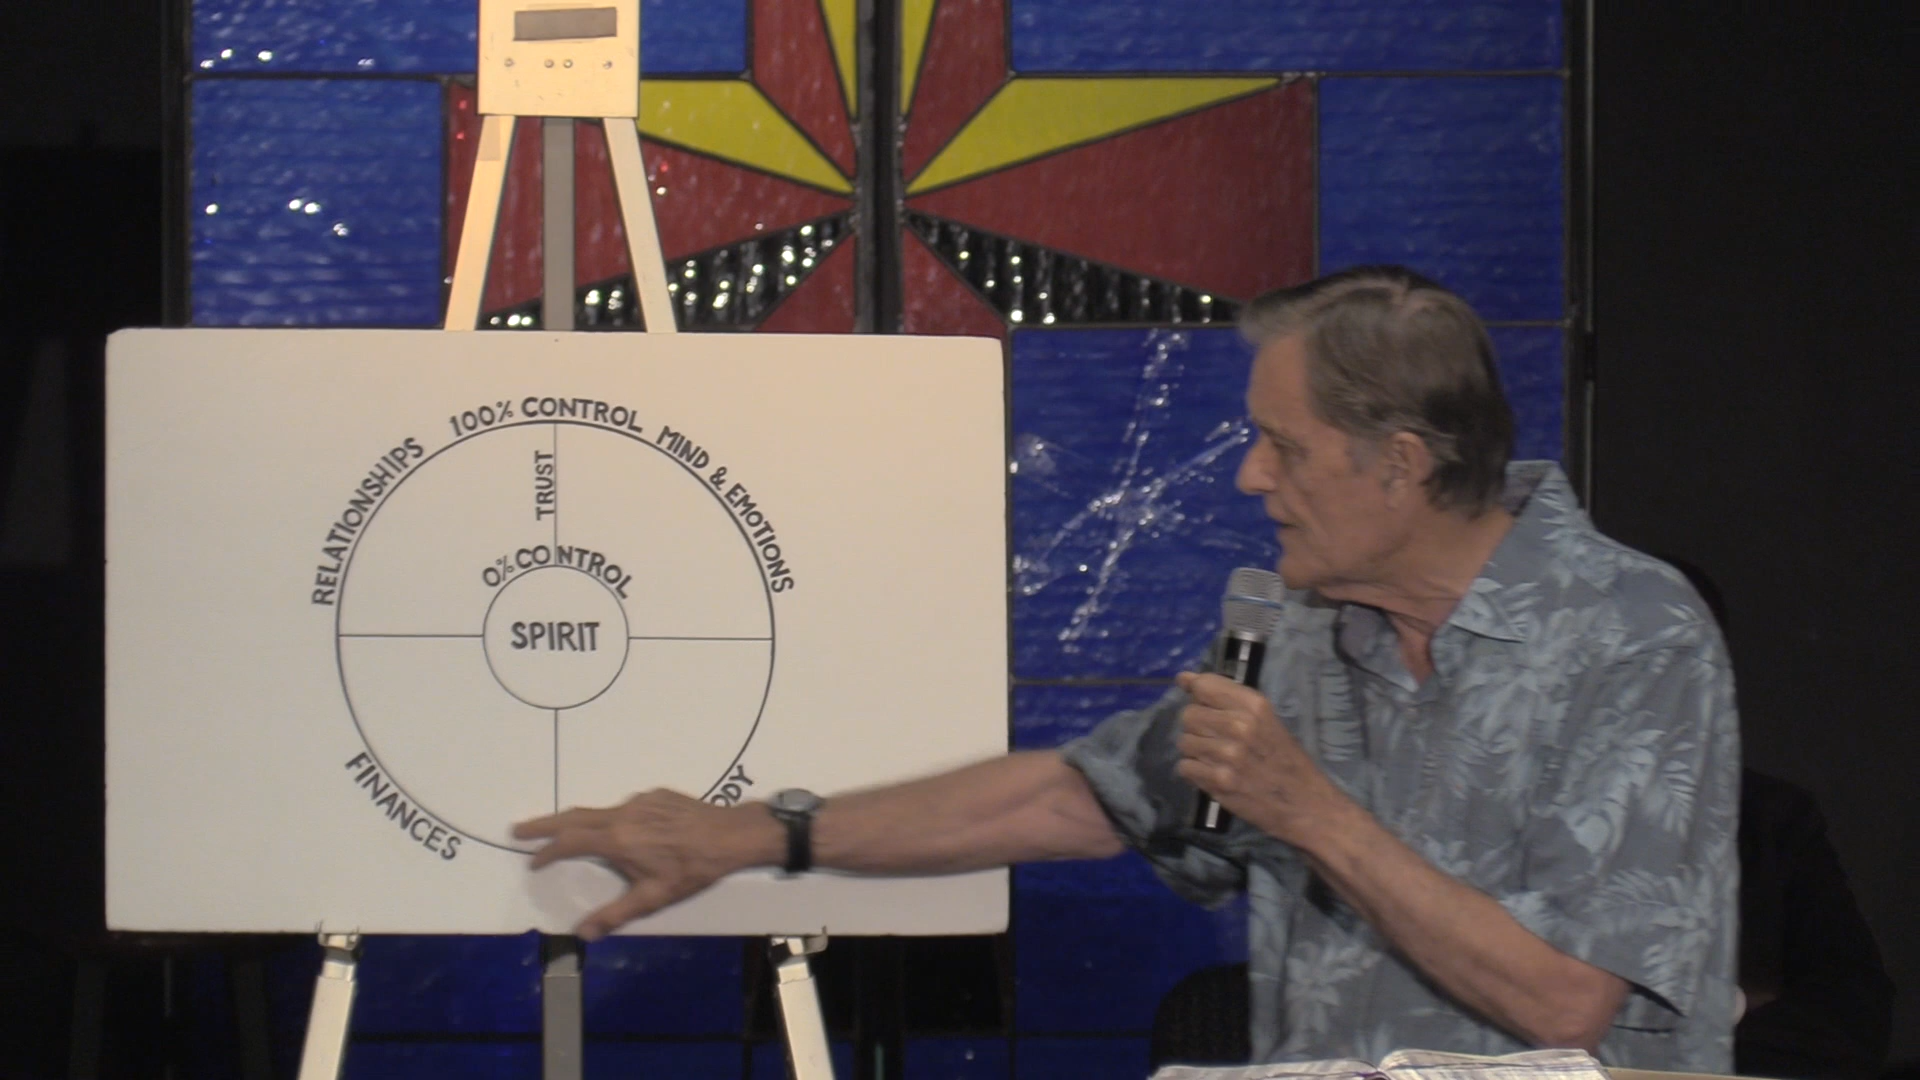 100% CONTROL
RELATIONSHIPS
MIND & EMOTIONS
TRUST
0% CONTROL
SPIRIT
FINANCES